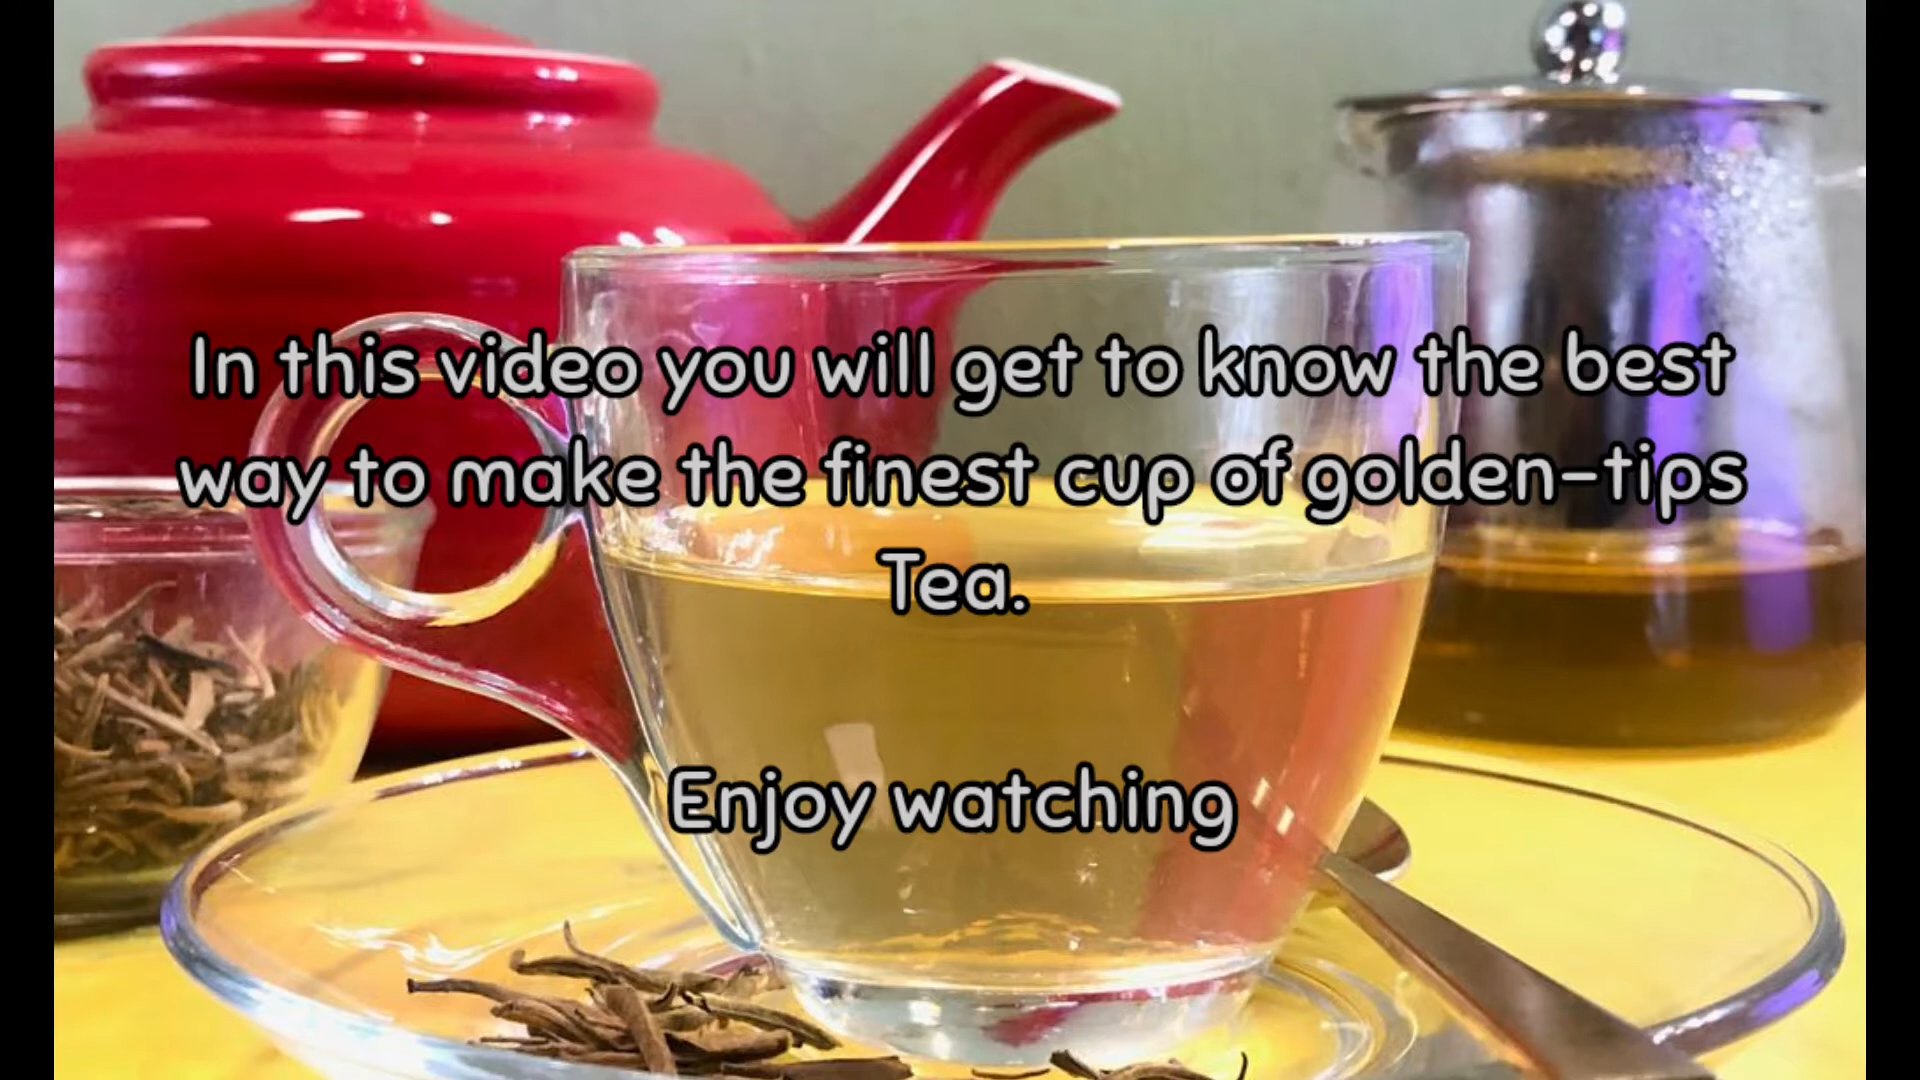 In this video you will get to know the best
way to make the finest cup of golden-tips
Tea.
Enjoy watching